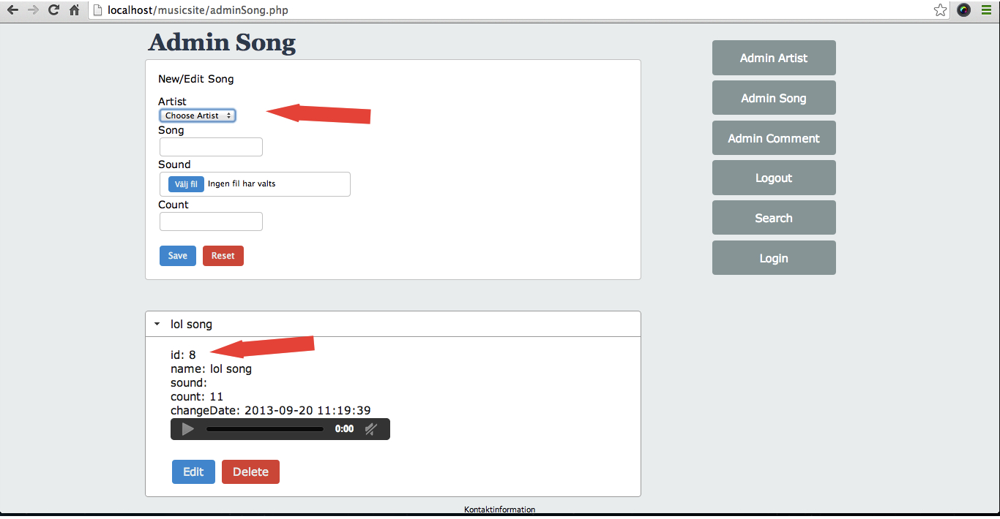 localhost/musicsite/adminSong.php
Admin Song
New/Edit Song
Artist
Choose Artist
Song
Sound
Välj fil Ingen fil har valts
Count
Save Reset
Admin Artist
Admin Song
Admin Comment
Logout
Search
Login
lol song
id: 8
name: lol song
sound:
count: 11
changeDate: 2013-09-20 11:19:39
0:00
Edit Delete
Kontaktinformation